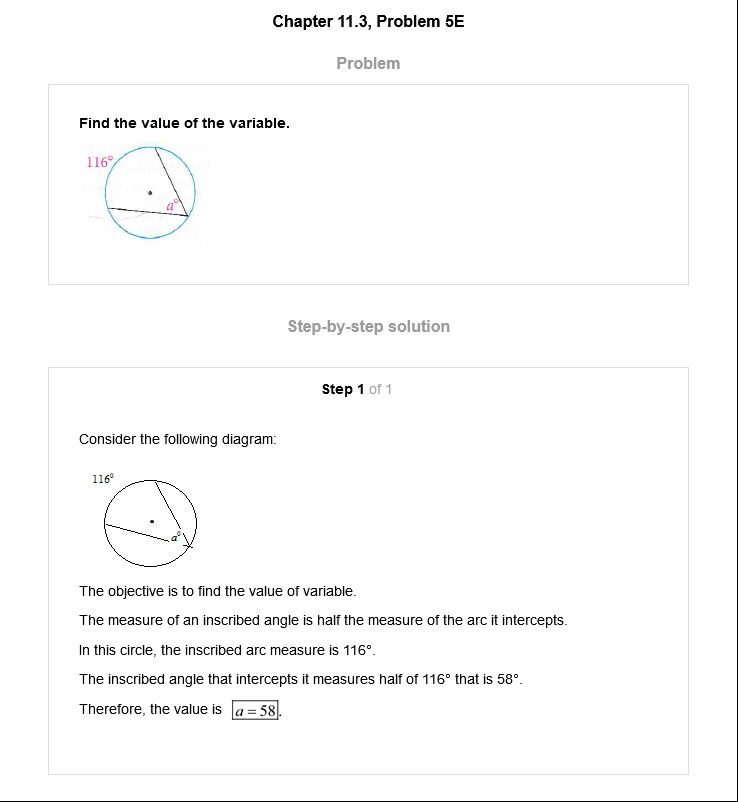 Chapter 11.3, Problem 5E
Problem
Find the value of the variable.
116°
a°
Step-by-step solution
Step 1 of 1
Consider the following diagram:
116°
a°
The objective is to find the value of variable.
The measure of an inscribed angle is half the measure of the arc it intercepts.
In this circle, the inscribed arc measure is 116°.
The inscribed angle that intercepts it measures half of 116° that is 58°.
Therefore, the value is a = 58.